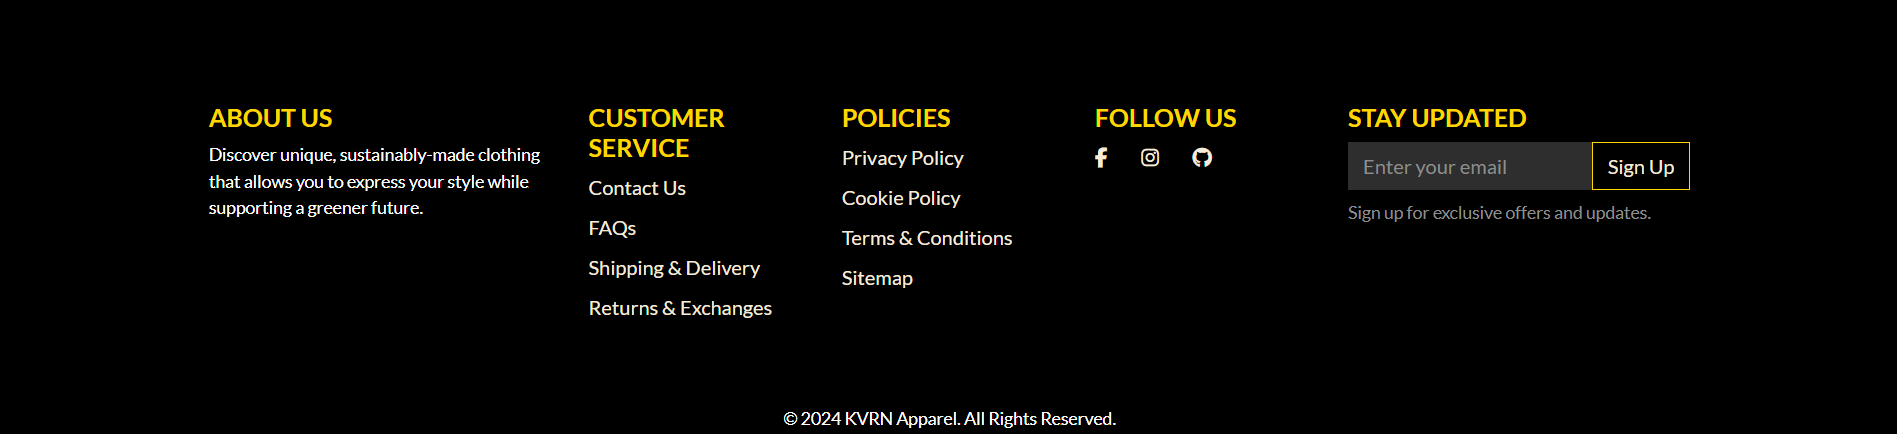 ABOUT US
Discover unique, sustainably-made clothing
that allows you to express your style while
supporting a greener future.
CUSTOMER
SERVICE
Contact Us
FAQs
Shipping & Delivery
Returns & Exchanges
POLICIES
Privacy Policy
Cookie Policy
Terms & Conditions
Sitemap
FOLLOW US
STAY UPDATED
Enter your email
Sign Up
Sign up for exclusive offers and updates.
© 2024 KVRN Apparel. All Rights Reserved.